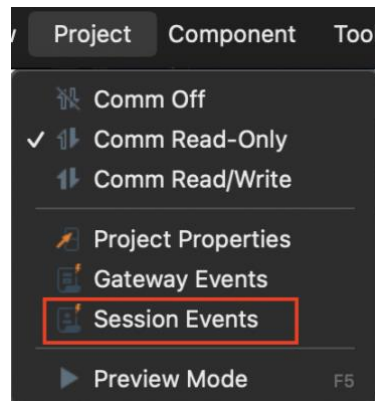 Project Component Too
Comm Off
Comm Read-Only
Comm Read/Write
Project Properties
Gateway Events
Session Events
Preview Mode F5